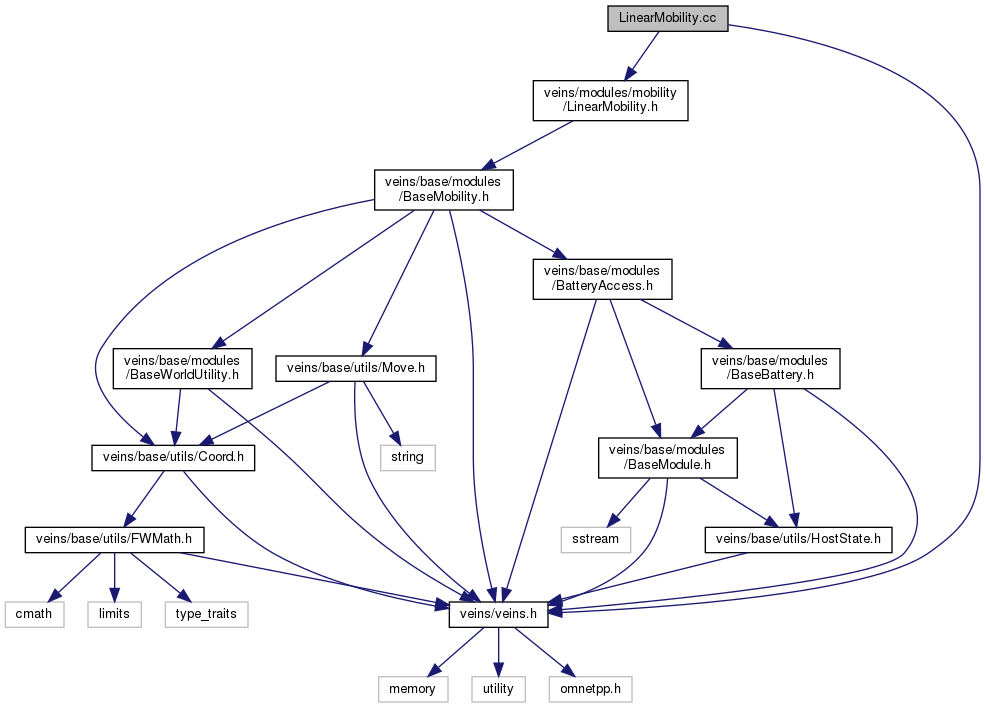 LinearMobility.cc
veins/modules/mobility
/LinearMobility.h
veins/base/modules
/BaseMobility.h
veins/base/modules
/BatteryAccess.h
veins/base/modules
/BaseWorldUtility.h
veins/base/utils/Move.h
veins/base/modules
/BaseBattery.h
veins/base/utils/Coord.h
string
veins/base/modules
/BaseModule.h
veins/base/utils/FWMath.h
sstream
veins/base/utils/HostState.h
cmath
limits
type_traits
veins/veins.h
memory
utility
omnetpp.h